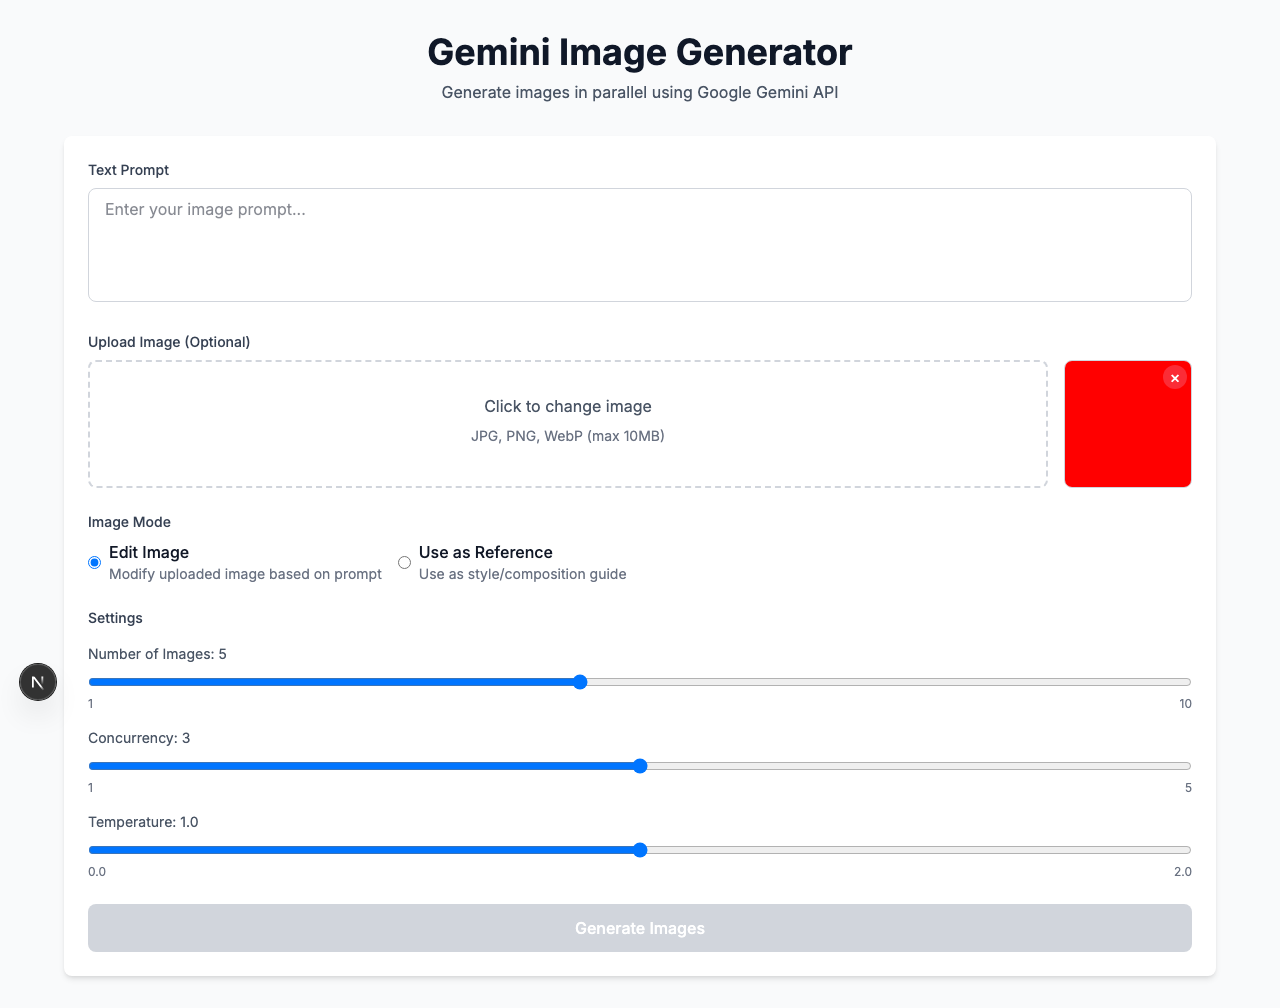 Gemini Image Generator
Generate images in parallel using Google Gemini API
Text Prompt
Enter your image prompt...
Upload Image (Optional)
Click to change image
JPG, PNG, WebP (max 10MB)
×
Image Mode
Edit Image
Modify uploaded image based on prompt
Use as Reference
Use as style/composition guide
Settings
Number of Images: 5
1 10
Concurrency: 3
1 5
Temperature: 1.0
0.0 2.0
Generate Images
N